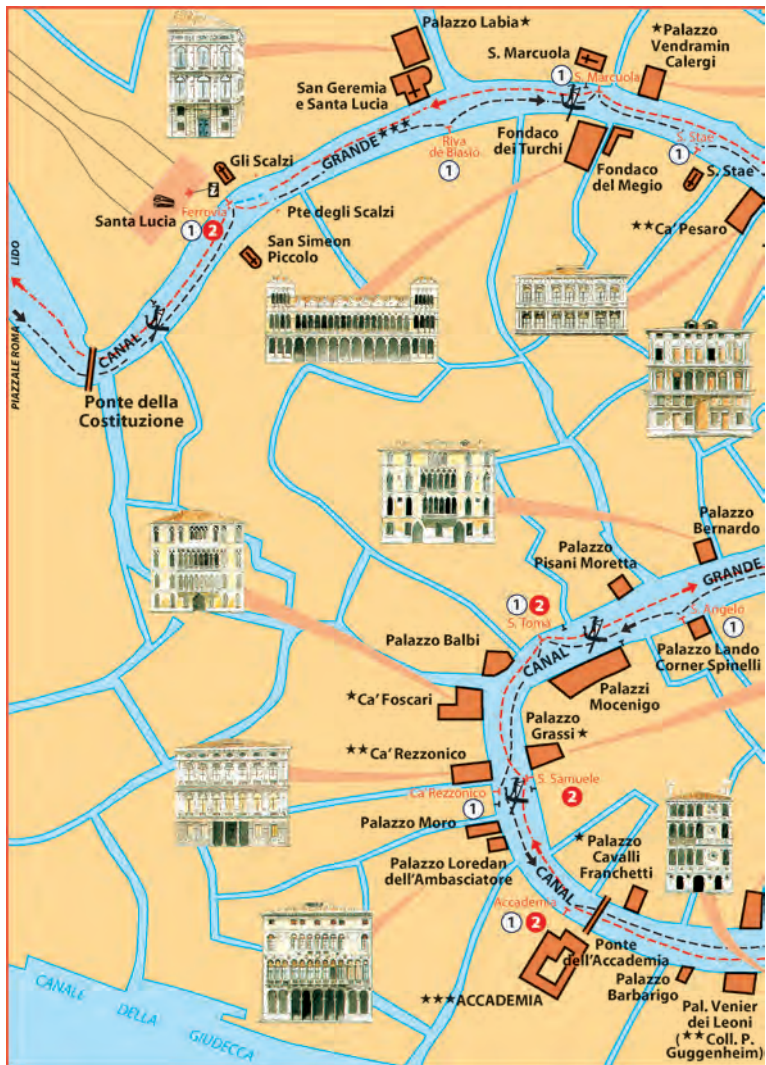 Palazzo Labia★
★Palazzo
Vendramin
Calergi
S. Marcuola
1
S. Marcuola
San Geremia
e Santa Lucia
GRANDE★★★
Riva
de Biasio
1
Fondaco
dei Turchi
Fondaco
del Megio
S. Stae
1
S. Stae
★★Ca' Pesaro
Gli Scalzi
i
Santa Lucia
Ferrovia
1 2
Pte degli Scalzi
San Simeon
Piccolo
LIDO
PIAZZALE ROMA
CANAL
Ponte della
Costituzione
Palazzo
Bernardo
Palazzo
Pisani Moretta
GRANDE
1 2
S. Tomà
S. Angelo
1
Palazzo Balbi
CANAL
Palazzo Lando
Corner Spinelli
Palazzi
Mocenigo
★Ca' Foscari
Palazzo
Grassi★
★★Ca' Rezzonico
Ca'Rezzonico
1
S. Samuele
2
Palazzo Moro
★Palazzo
Cavalli
Franchetti
Palazzo Loredan
dell'Ambasciatore
CANAL
Accademia
1 2
Ponte
dell'Accademia
★★★ACCADEMIA
Palazzo
Barbarigo
Pal. Venier
dei Leoni
(★★Coll. P.
Guggenheim)
CANALE DELLA GIUDECCA